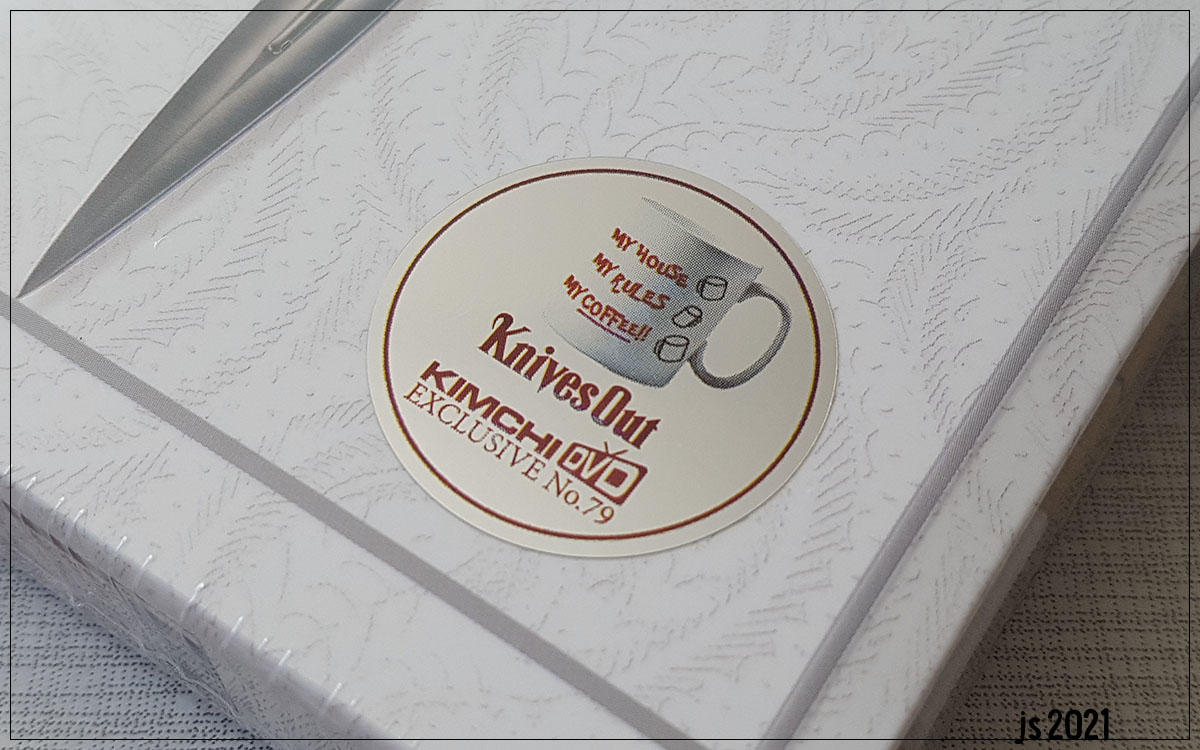 MY HOUSE
MY RULES
MY COFFEE!!
Knives Out
KIMCHI DVD
EXCLUSIVE No.79
js 2021